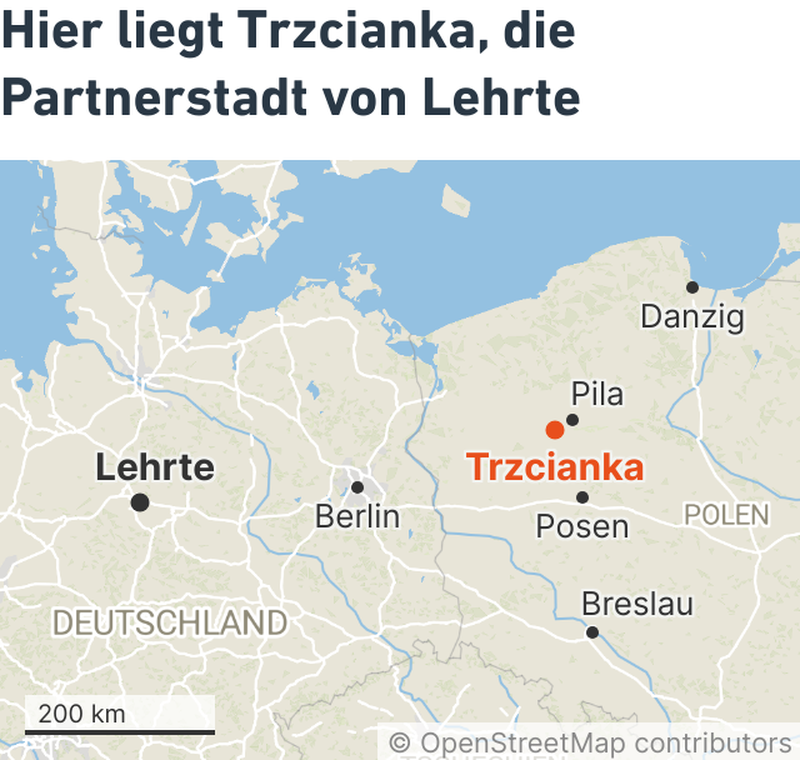 Hier liegt Trzcianka, die
Partnerstadt von Lehrte
Danzig
Pila
Lehrte
Trzcianka
Berlin
Posen
POLEN
Breslau
DEUTSCHLAND
200 km
© OpenStreetMap contributors